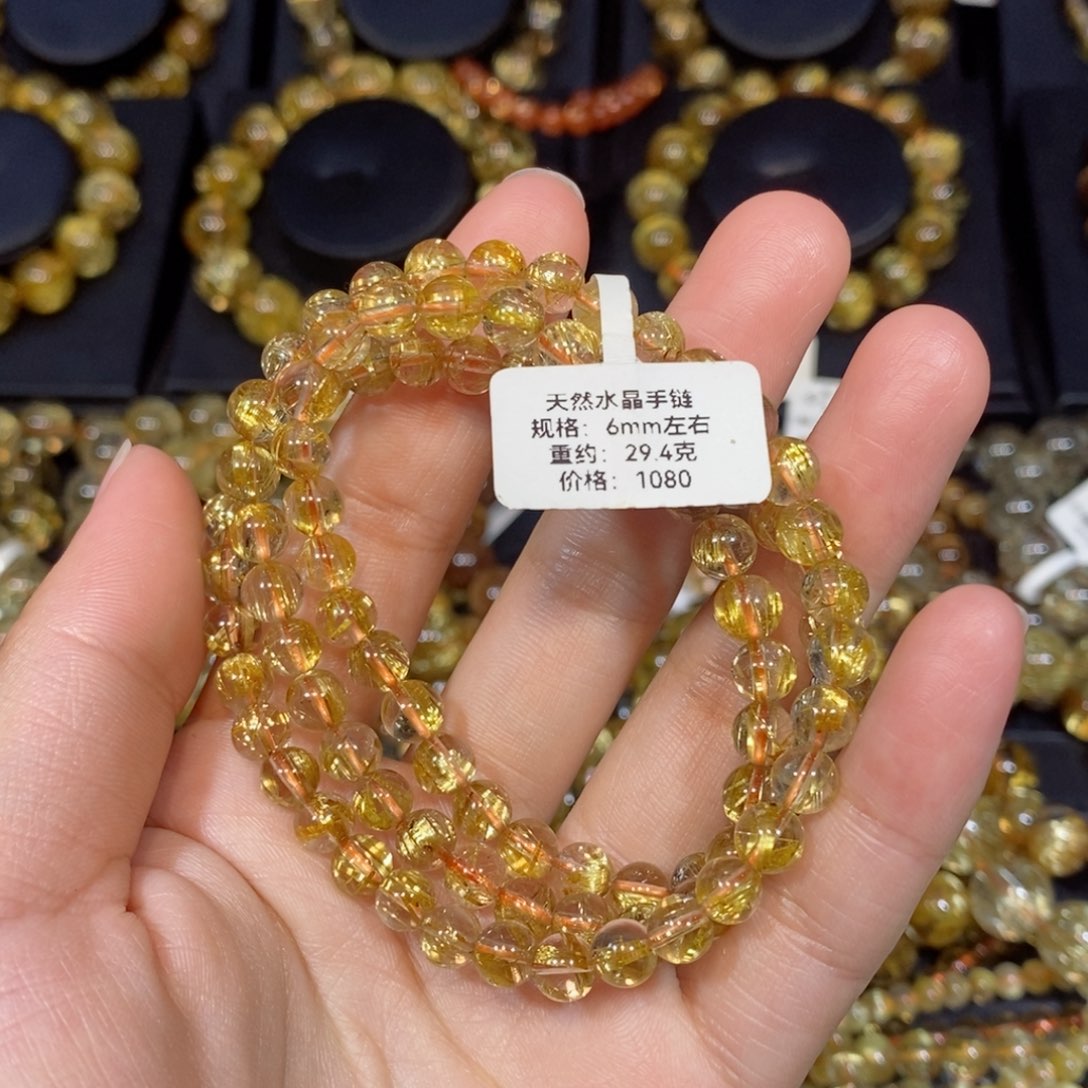 天然水晶手链
规格：6mm左右
重约：29.4克
价格：1080